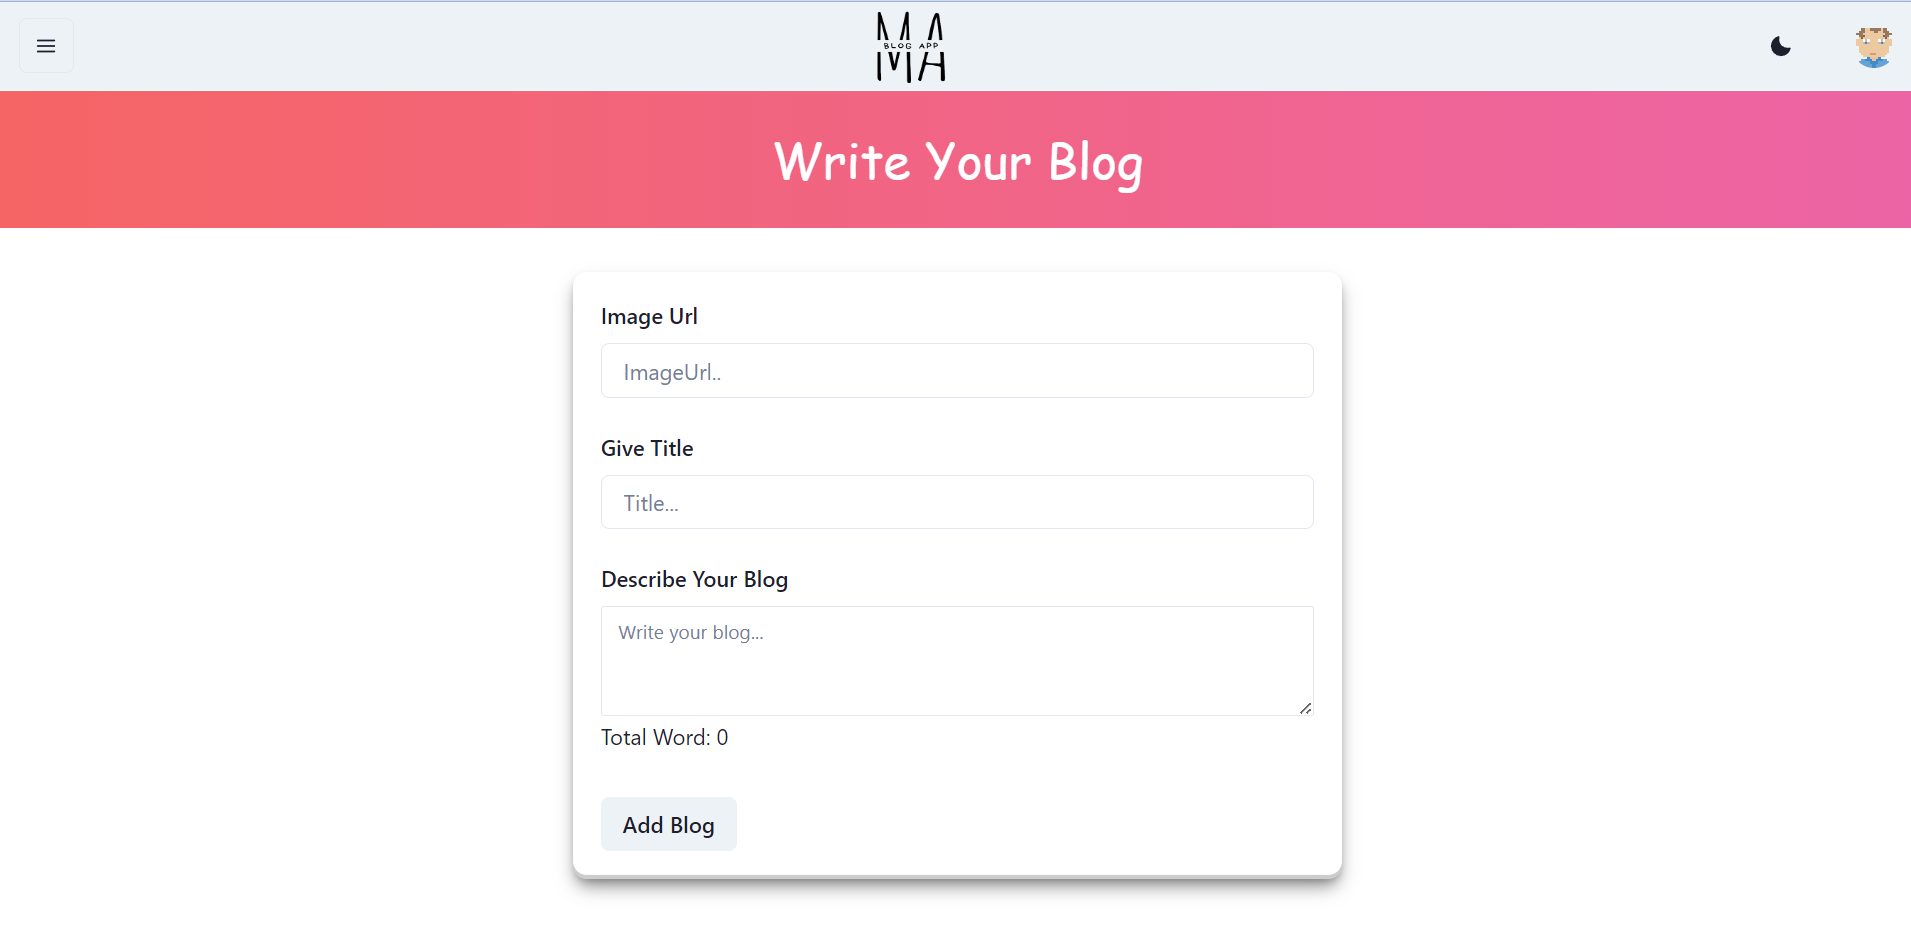 MA
BLOG APP
MA
Write Your Blog
Image Url
ImageUrl..
Give Title
Title...
Describe Your Blog
Write your blog...
Total Word: 0
Add Blog